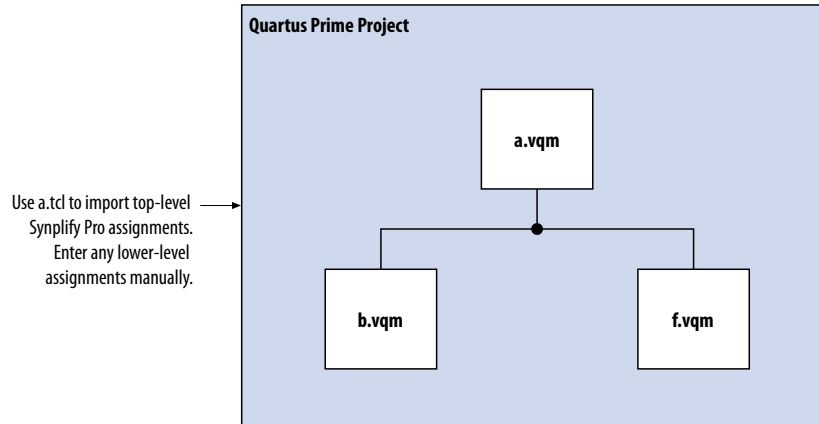 Quartus Prime Project
a.vqm
Use a.tcl to import top-level
Synplify Pro assignments.
Enter any lower-level
assignments manually.
b.vqm
f.vqm